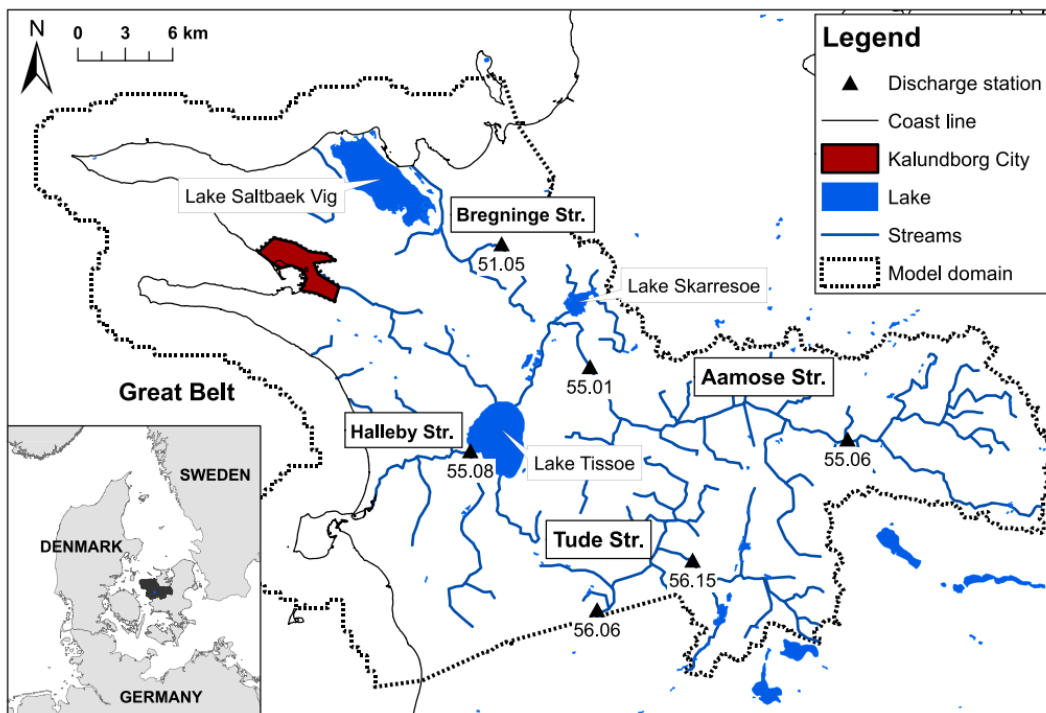 N
0 3 6 km
Legend
Discharge station
Coast line
Kalundborg City
Lake
Streams
Model domain
Lake Saltbaek Vig
Bregninge Str.
51.05
Lake Skarresoe
55.01
Aamose Str.
Great Belt
Halleby Str.
55.08
Lake Tissoe
55.06
Tude Str.
56.15
56.06
SWEDEN
DENMARK
GERMANY